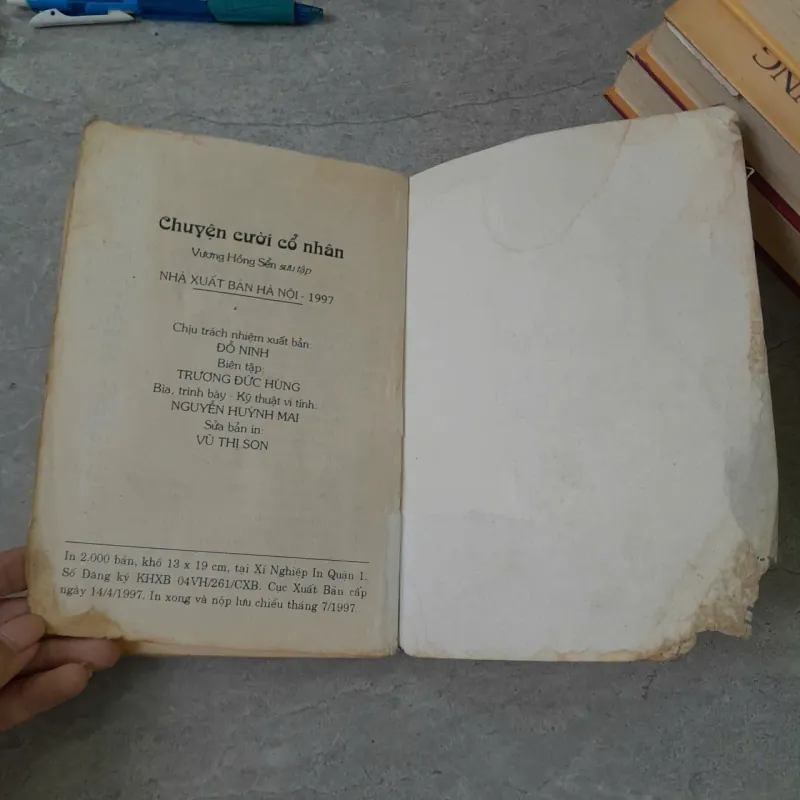 Chuyện cười cổ nhân
Vương Hồng Sển sưu tập
NHÀ XUẤT BẢN HÀ NỘI - 1997
Chịu trách nhiệm xuất bản:
ĐỖ NINH
Biên tập:
TRƯƠNG ĐỨC HÙNG
Bìa, trình bày - Kỹ thuật vi tính:
NGUYỄN HUỲNH MAI
Sửa bản in:
VŨ THỊ SON
In 2.000 bản, khổ 13 x 19 cm, tại Xí Nghiệp In Quận 1.
Số Đăng ký KHXB 04VH/261/CXB. Cục Xuất Bản cấp
ngày 14/4/1997. In xong và nộp lưu chiểu tháng 7/1997.